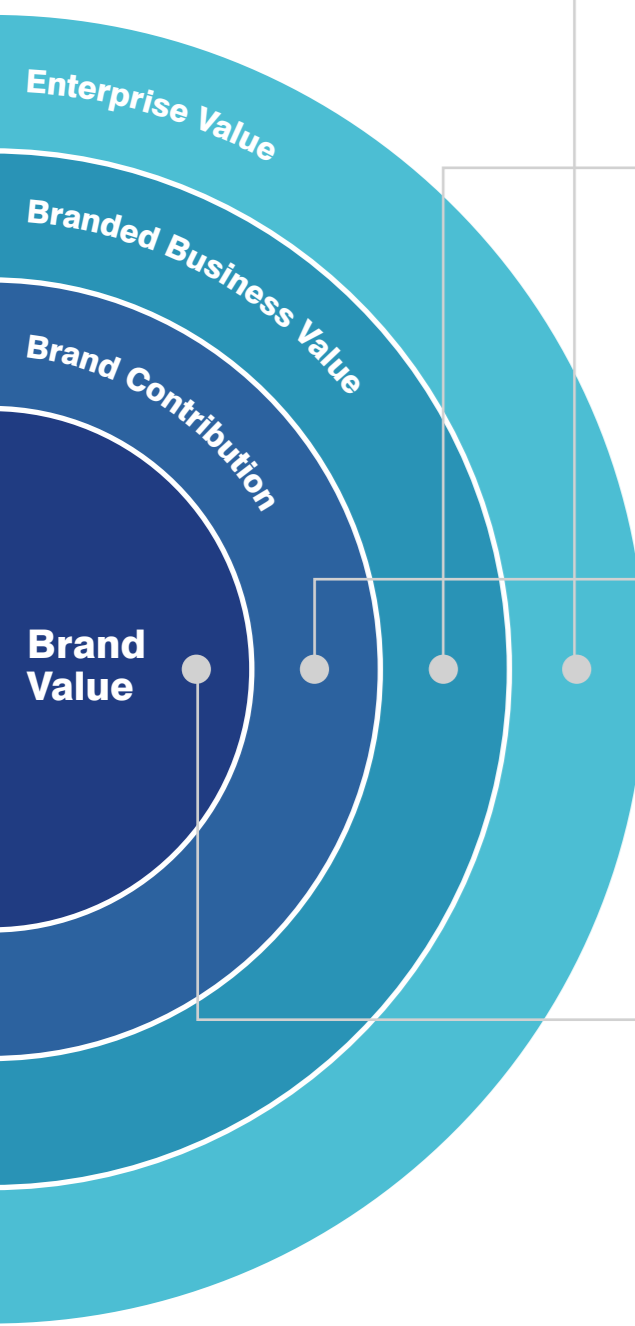 Enterprise Value
Branded Business Value
Brand Contribution
Brand
Value